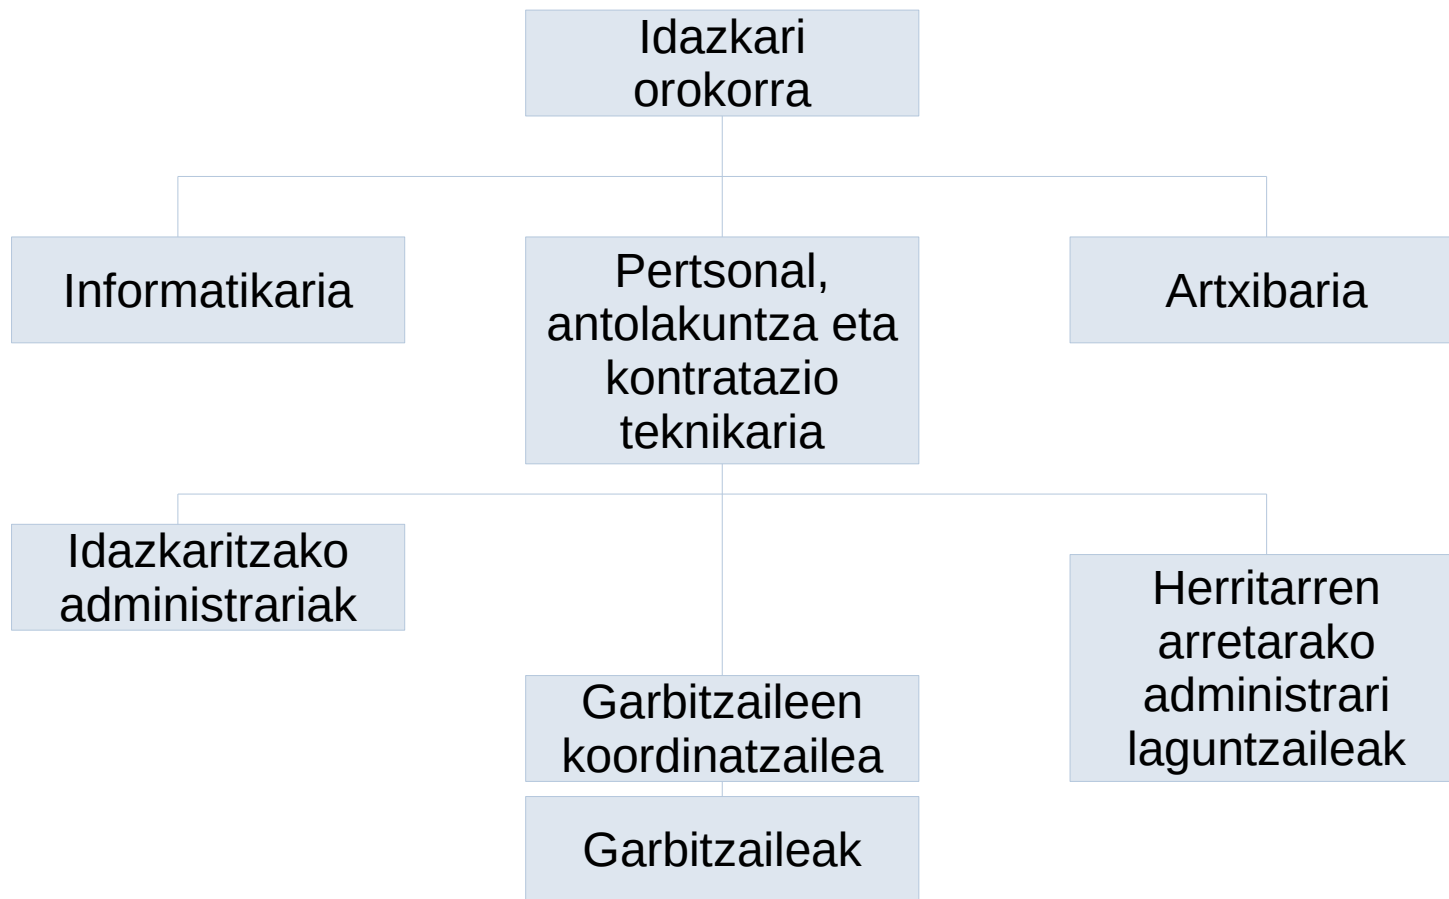 Idazkari
orokorra
Informatikaria
Pertsonal,
antolakuntza eta
kontratazio
teknikaria
Artxibaria
Idazkaritzako
administrariak
Garbitzaileen
koordinatzailea
Herritarren
arretarako
administrari
laguntzaileak
Garbitzaileak